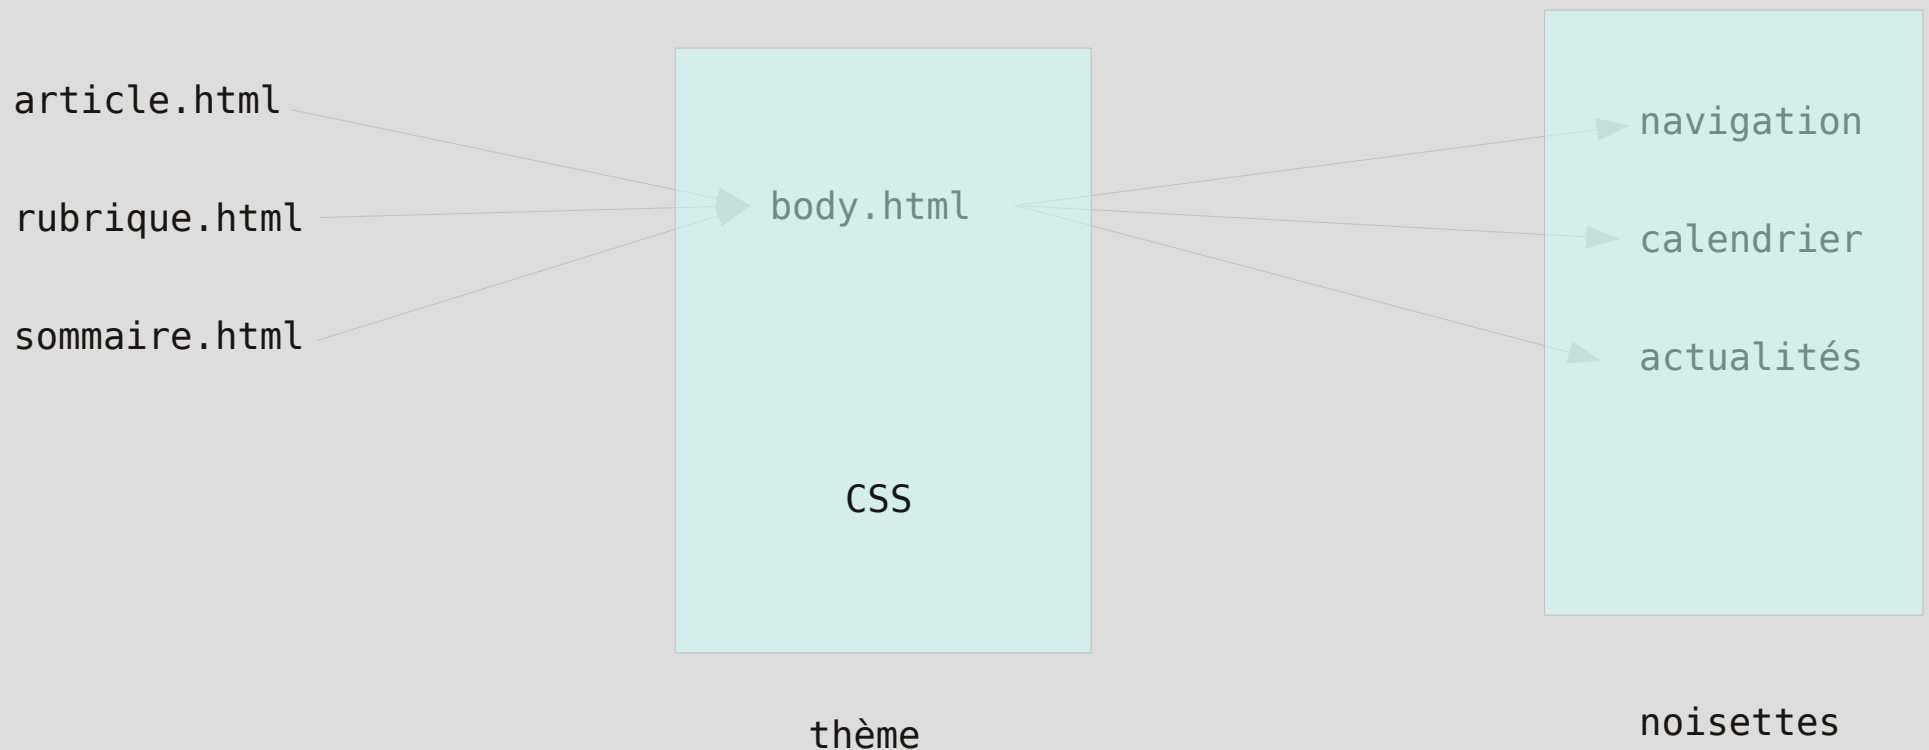 article.html
rubrique.html
sommaire.html
body.html
CSS
thème
navigation
calendrier
actualités
noisettes